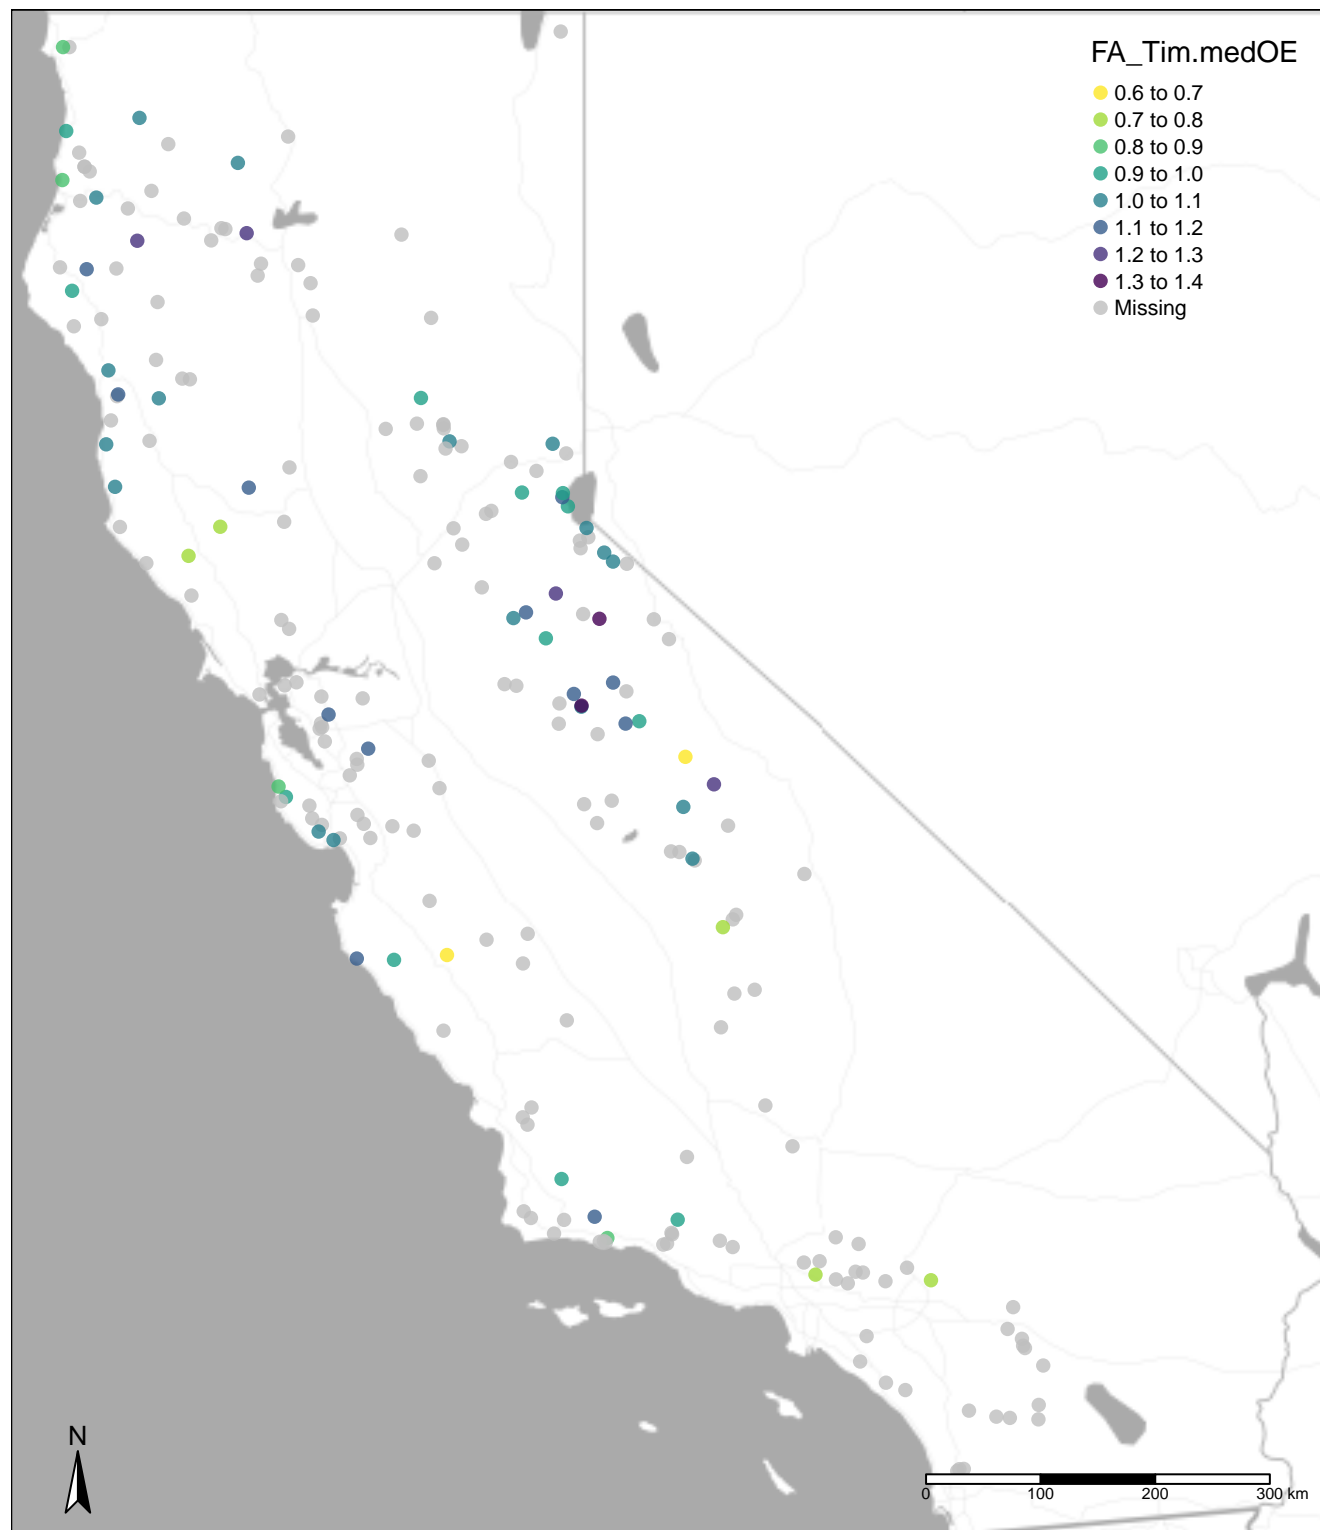 FA_Tim.medOE
0.6 to 0.7
0.7 to 0.8
0.8 to 0.9
0.9 to 1.0
1.0 to 1.1
1.1 to 1.2
1.2 to 1.3
1.3 to 1.4
Missing
N
0 100 200 300 km